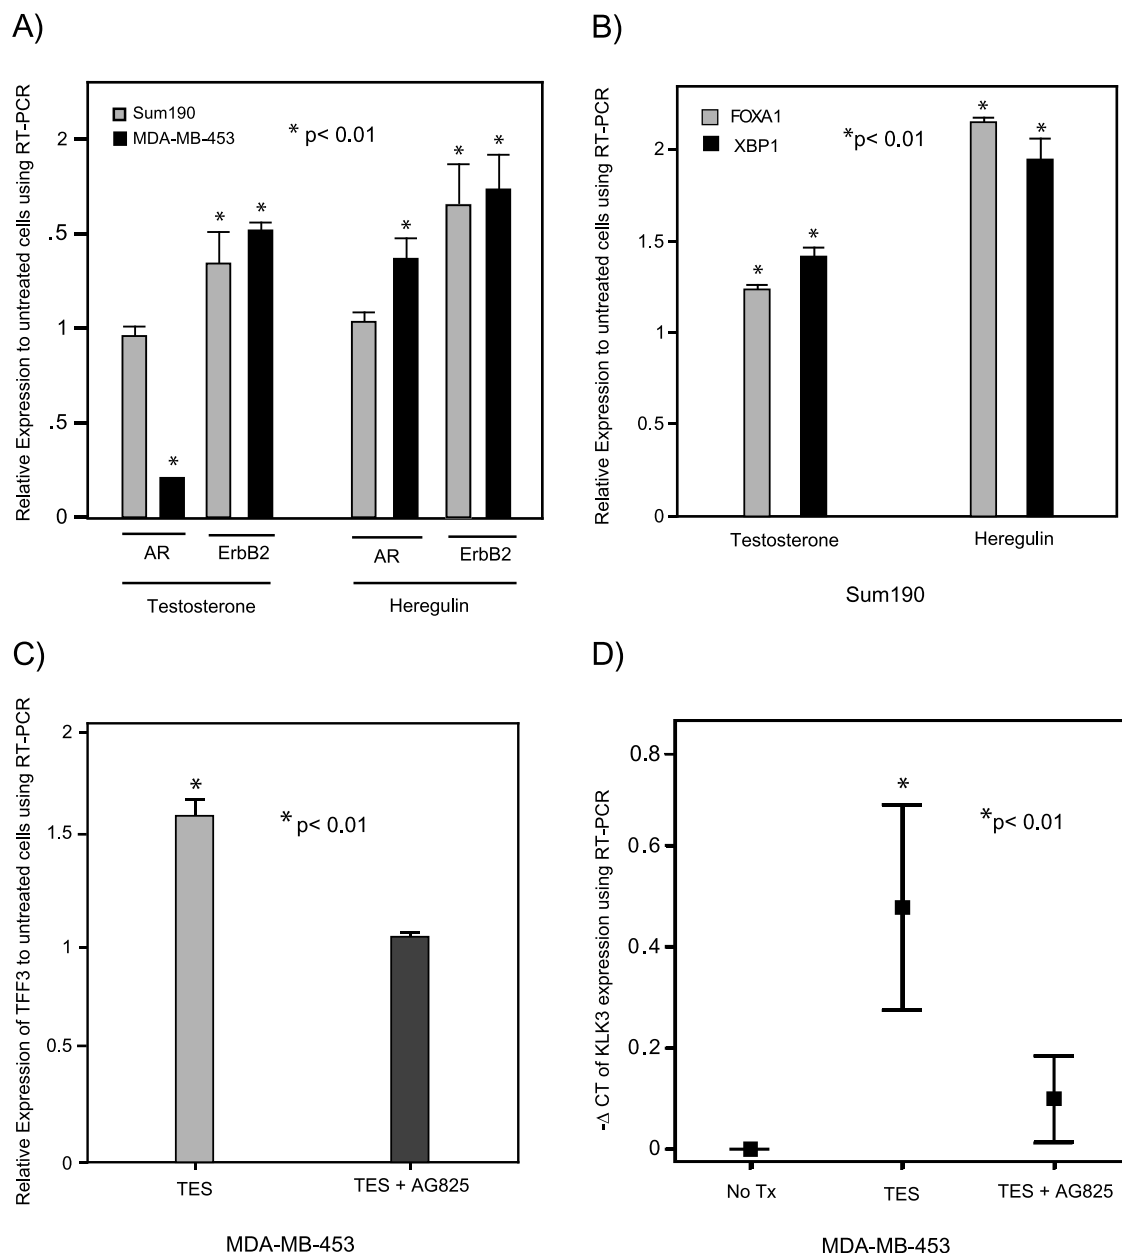 A)
Relative Expression to untreated cells using RT-PCR
Sum190
MDA-MB-453
* p< 0.01
2
.5
1
.5
0
* * * * * * *
* 
AR
ErbB2
AR
ErbB2
Testosterone
Heregulin
B)
Relative Expression to untreated cells using RT-PCR
FOXA1
XBP1
*p< 0.01
2
1.5
1
0.5
0
* * * *
Testosterone
Heregulin
Sum190
C)
Relative Expression of TFF3 to untreated cells using RT-PCR
2
1.5
1
0.5
0
*
* p< 0.01
TES
TES + AG825
MDA-MB-453
D)
-Δ CT of KLK3 expression using RT-PCR
0.8
0.6
0.4
0.2
0
*
*p< 0.01
No Tx
TES
TES + AG825
MDA-MB-453